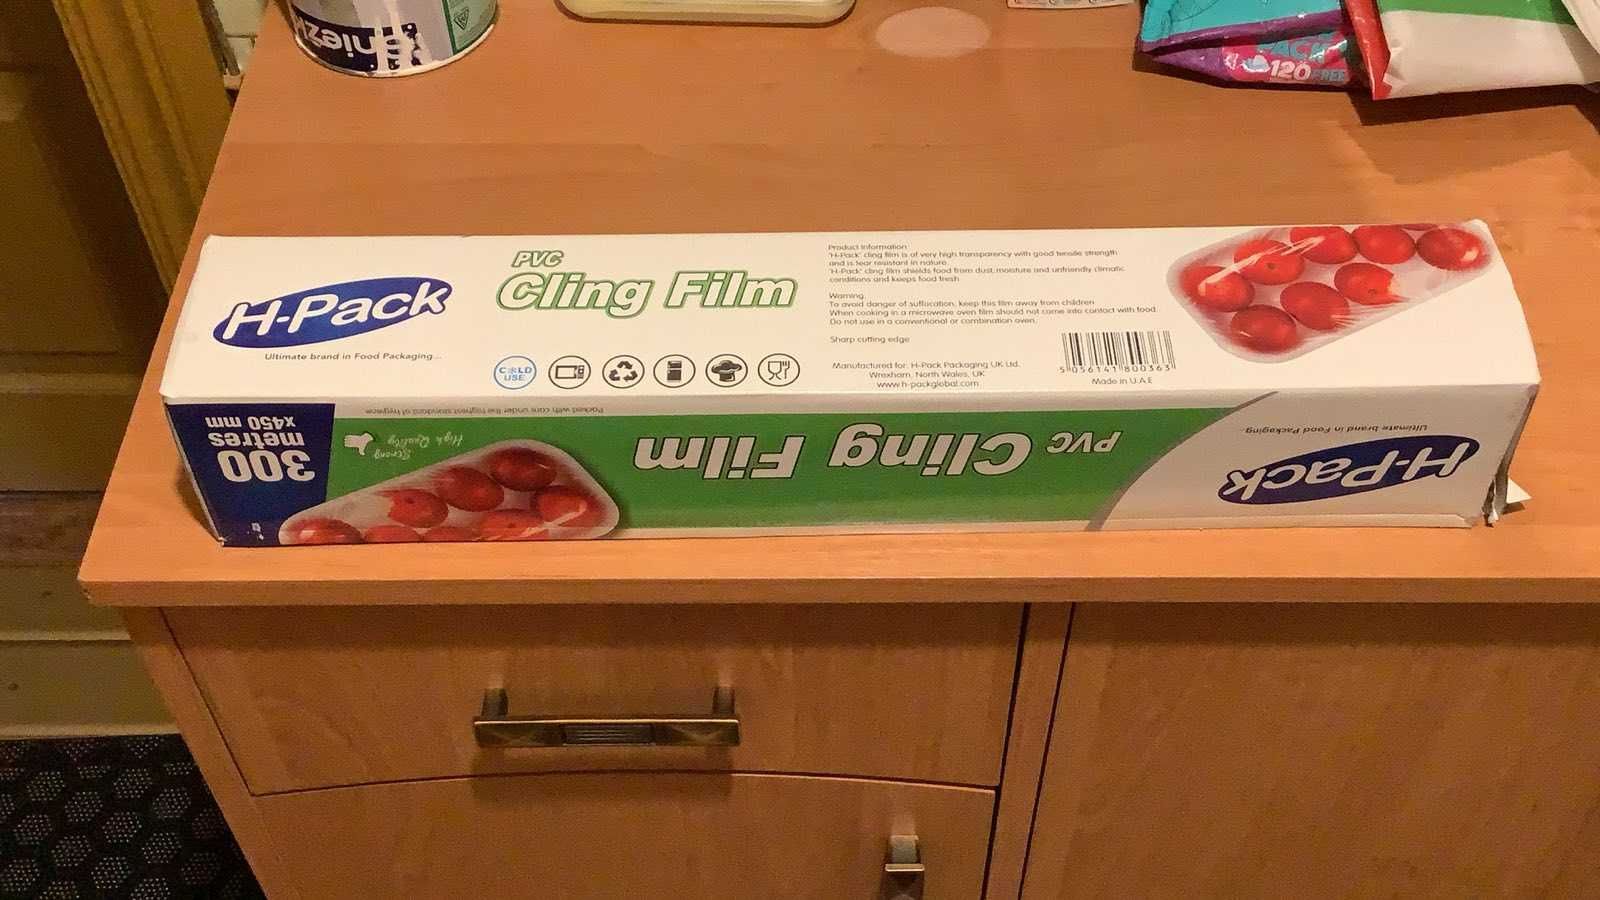 PACK
120 FREE
H-Pack
Ultimate brand in Food Packaging...
PVC
Cling Film
COLD
USE
Product Information
'H-Pack' cling film is of very high transparency with good tensile strength
and is tear resistant in nature.
'H-Pack' cling film shields food from dust, moisture and unfriendly climatic
conditions and keeps food fresh
Warning.
To avoid danger of suffocation, keep this film away from children
When cooking in a microwave oven film should not come into contact with food.
Do not use in a conventional or combination oven.
Sharp cutting edge
Manufactured for: H-Pack Packaging UK Ltd.
Wrexham, North Wales, UK
www.h-packglobal.com
5056141800363
Made in U.A.E
H-Pack
Ultimate brand in Food Packaging
PVC Cling Film
Packed with care under the highest standard of hygiene
Strong
High Quality
300
metres
x450 mm